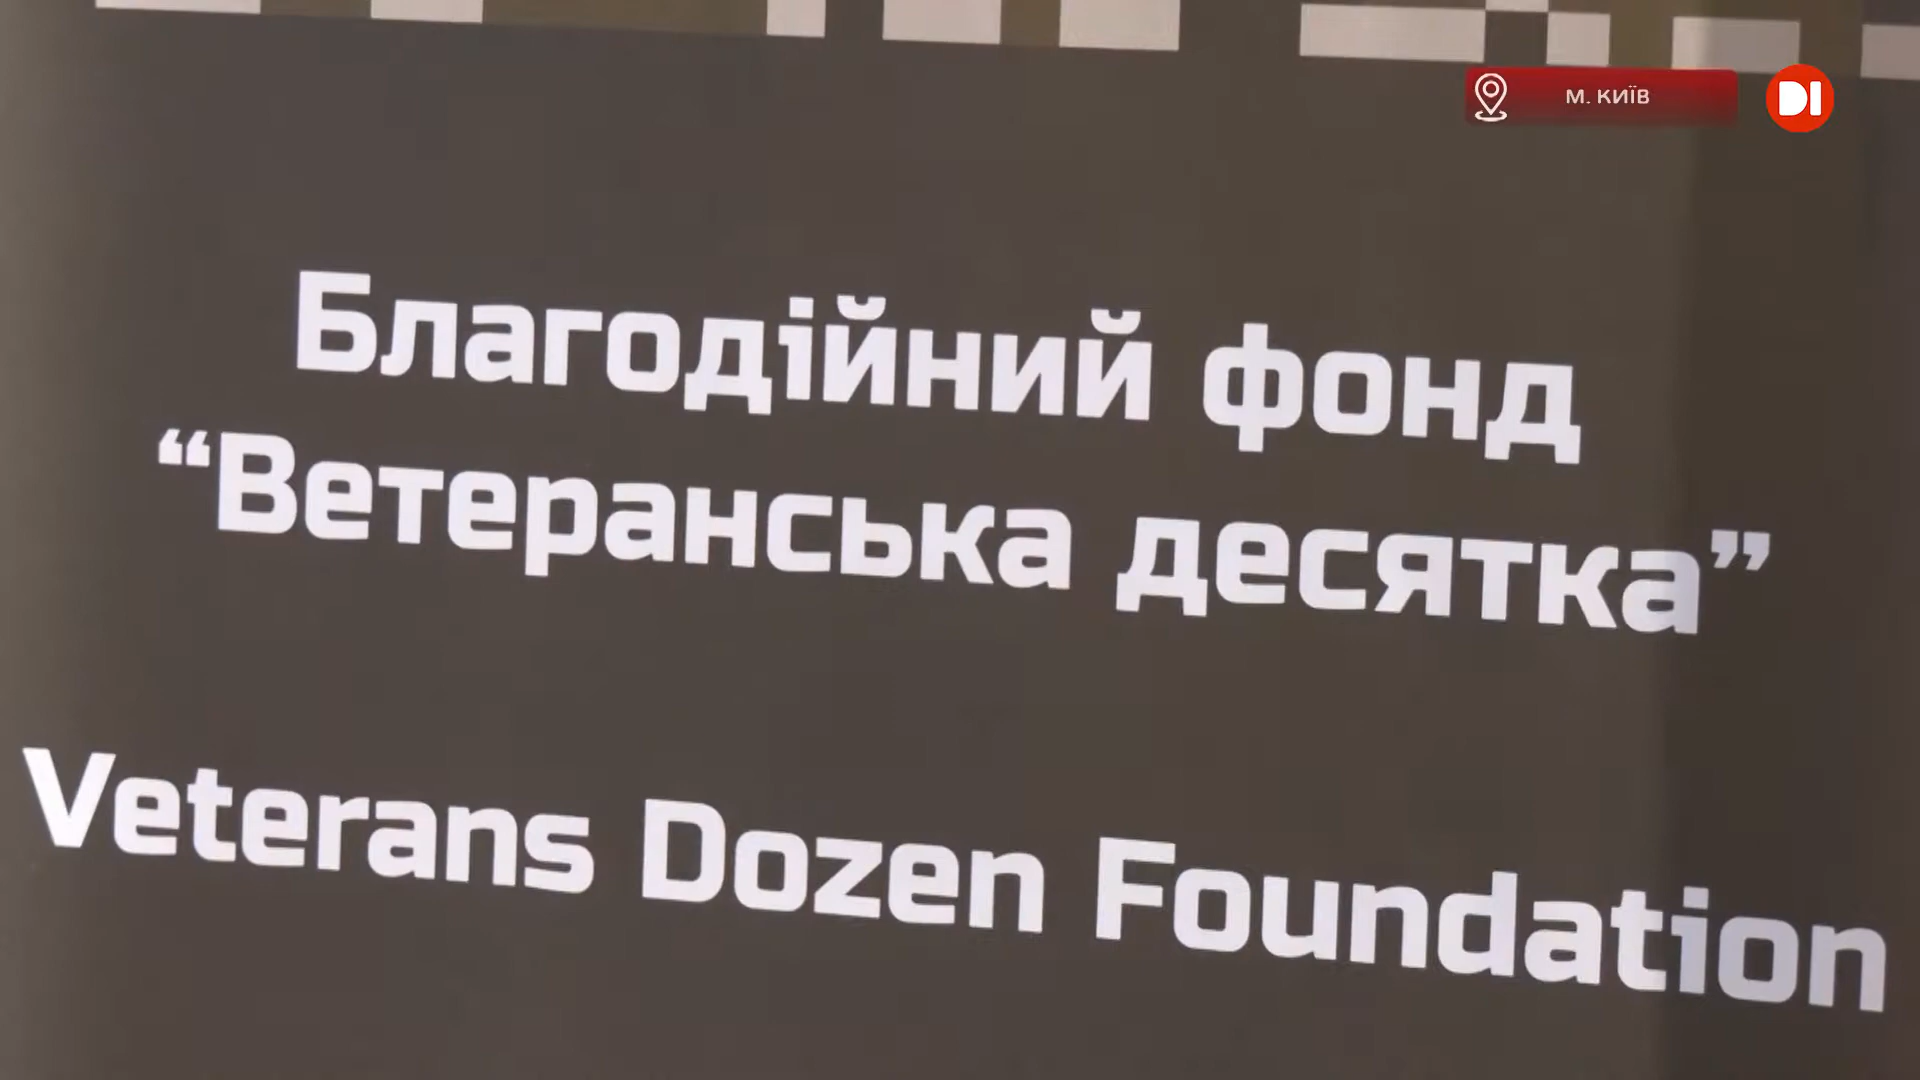 м. Київ
DI
Благодійний фонд
“Ветеранська десятка”
Veterans Dozen Foundation